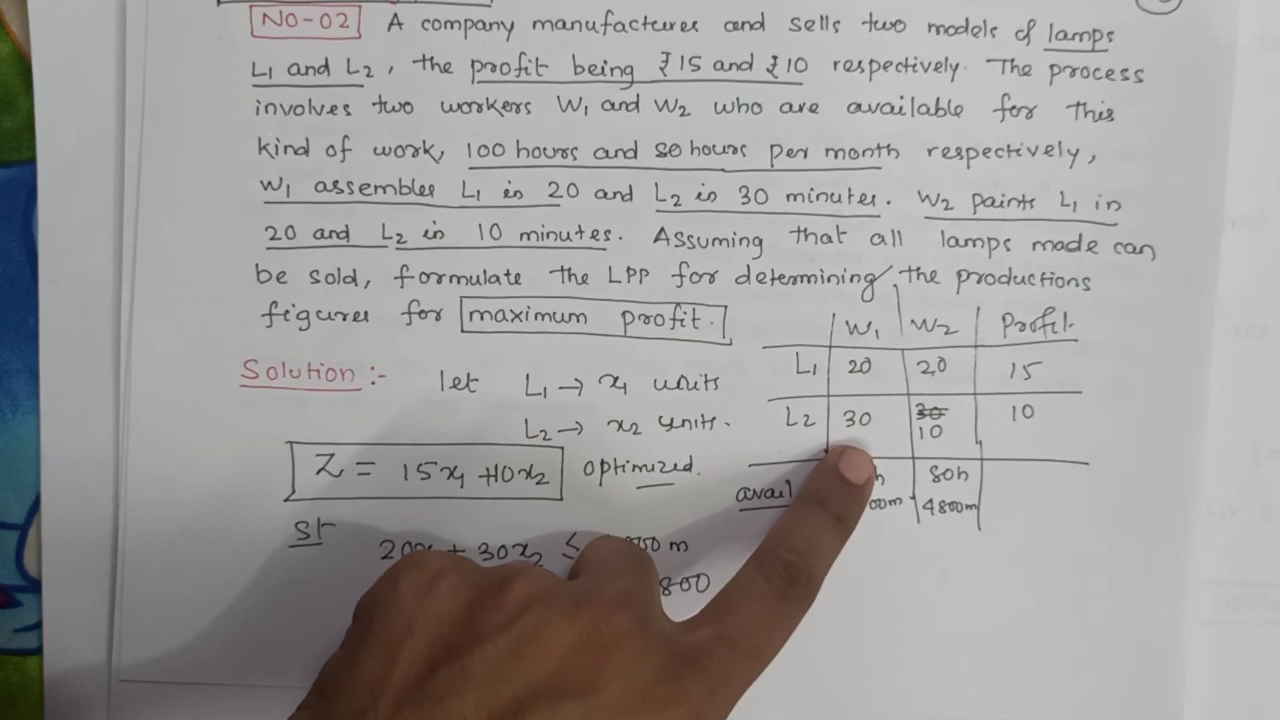 NO-02 A company manufactures and sells two models of lamps
L1 and L2, the profit being ₹15 and ₹10 respectively. The process
involves two workers W1 and W2 who are available for this
kind of work, 100 hours and 80 hours per month respectively,
W1 assembles L1 in 20 and L2 in 30 minutes. W2 paints L1 in
20 and L2 in 10 minutes. Assuming that all lamps made can
be sold, formulate the LPP for determining the productions
figures for maximum profit.
W1 W2 Profit
L1 20 20 15
L2 30 30 10
10
avail h 80h
00m 4800m
Solution :- let L1 → x1 units
L2 → x2 units.
Z = 15x1 + 10x2 optimized.
St 20x + 30x2 ≤ 00 m
800